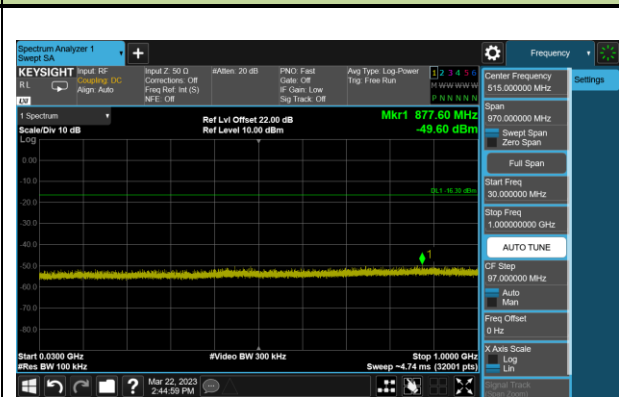 Spectrum Analyzer 1
Swept SA
Frequency
KEYSIGHT
RL
Input: RF
Coupling: DC
Align: Auto
Input Z: 50 Ω
Corrections: Off
Freq Ref: Int (S)
NFE: Off
#Atten: 20 dB
PNO: Fast
Gate: Off
IF Gain: Low
Sig Track: Off
Avg Type: Log-Power
Trig: Free Run
1 2 3 4 5 6
M W W W W W
P N N N N N
Settings
Center Frequency
515.000000 MHz
Span
970.000000 MHz
Swept Span
Zero Span
Full Span
Start Freq
30.000000 MHz
Stop Freq
1.000000000 GHz
AUTO TUNE
CF Step
97.000000 MHz
Auto
Man
Freq Offset
0 Hz
X Axis Scale
Log
Lin
Signal Track
(Span Zoom)
1 Spectrum
Scale/Div 10 dB
Log
Ref Lvl Offset 22.00 dB
Ref Level 10.00 dBm
Mkr1 877.60 MHz
-49.60 dBm
0.00
-10.0
-20.0
-30.0
-40.0
-50.0
-60.0
-70.0
-80.0
DL1 -16.30 dBm
1
Start 0.0300 GHz
#Res BW 100 kHz
#Video BW 300 kHz
Stop 1.0000 GHz
Sweep ~4.74 ms (32001 pts)
?
Mar 22, 2023
2:44:59 PM